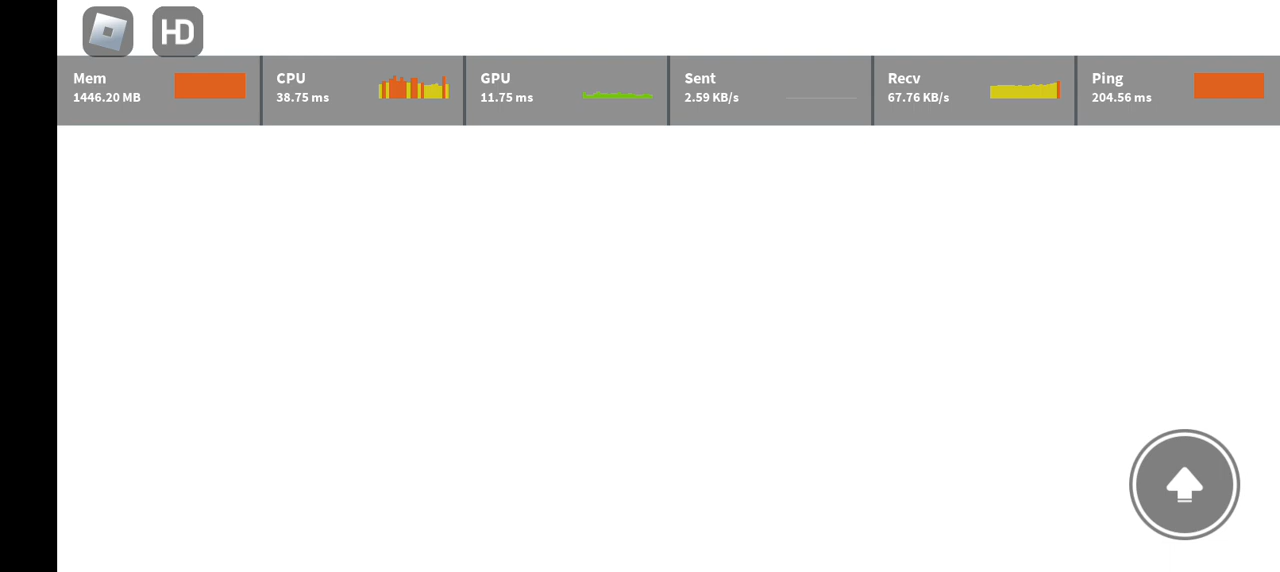 HD
Mem
1446.20 MB
CPU
38.75 ms
GPU
11.75 ms
Sent
2.59 KB/s
Recv
67.76 KB/s
Ping
204.56 ms